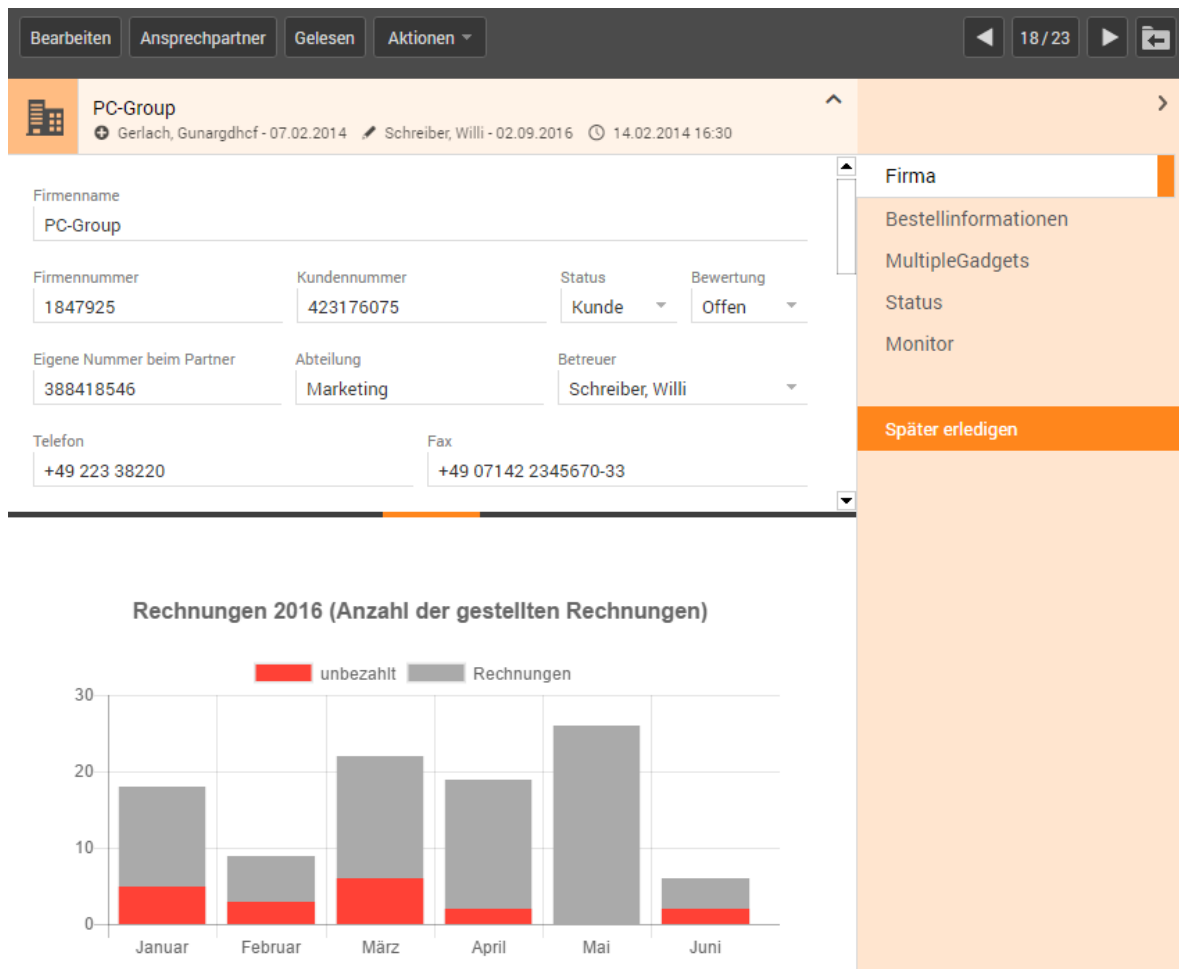 Bearbeiten Ansprechpartner Gelesen Aktionen 18 / 23
PC-Group
Gerlach, Gunargdhcf - 07.02.2014 Schreiber, Willi - 02.09.2016 14.02.2014 16:30
Firmenname
PC-Group
Firmennummer Kundennummer Status Bewertung
1847925 423176075 Kunde Offen
Eigene Nummer beim Partner Abteilung Betreuer
388418546 Marketing Schreiber, Willi
Telefon Fax
+49 223 38220 +49 07142 2345670-33
Firma
Bestellinformationen
MultipleGadgets
Status
Monitor
Später erledigen
Rechnungen 2016 (Anzahl der gestellten Rechnungen)
unbezahlt Rechnungen
30
20
10
0
Januar Februar März April Mai Juni